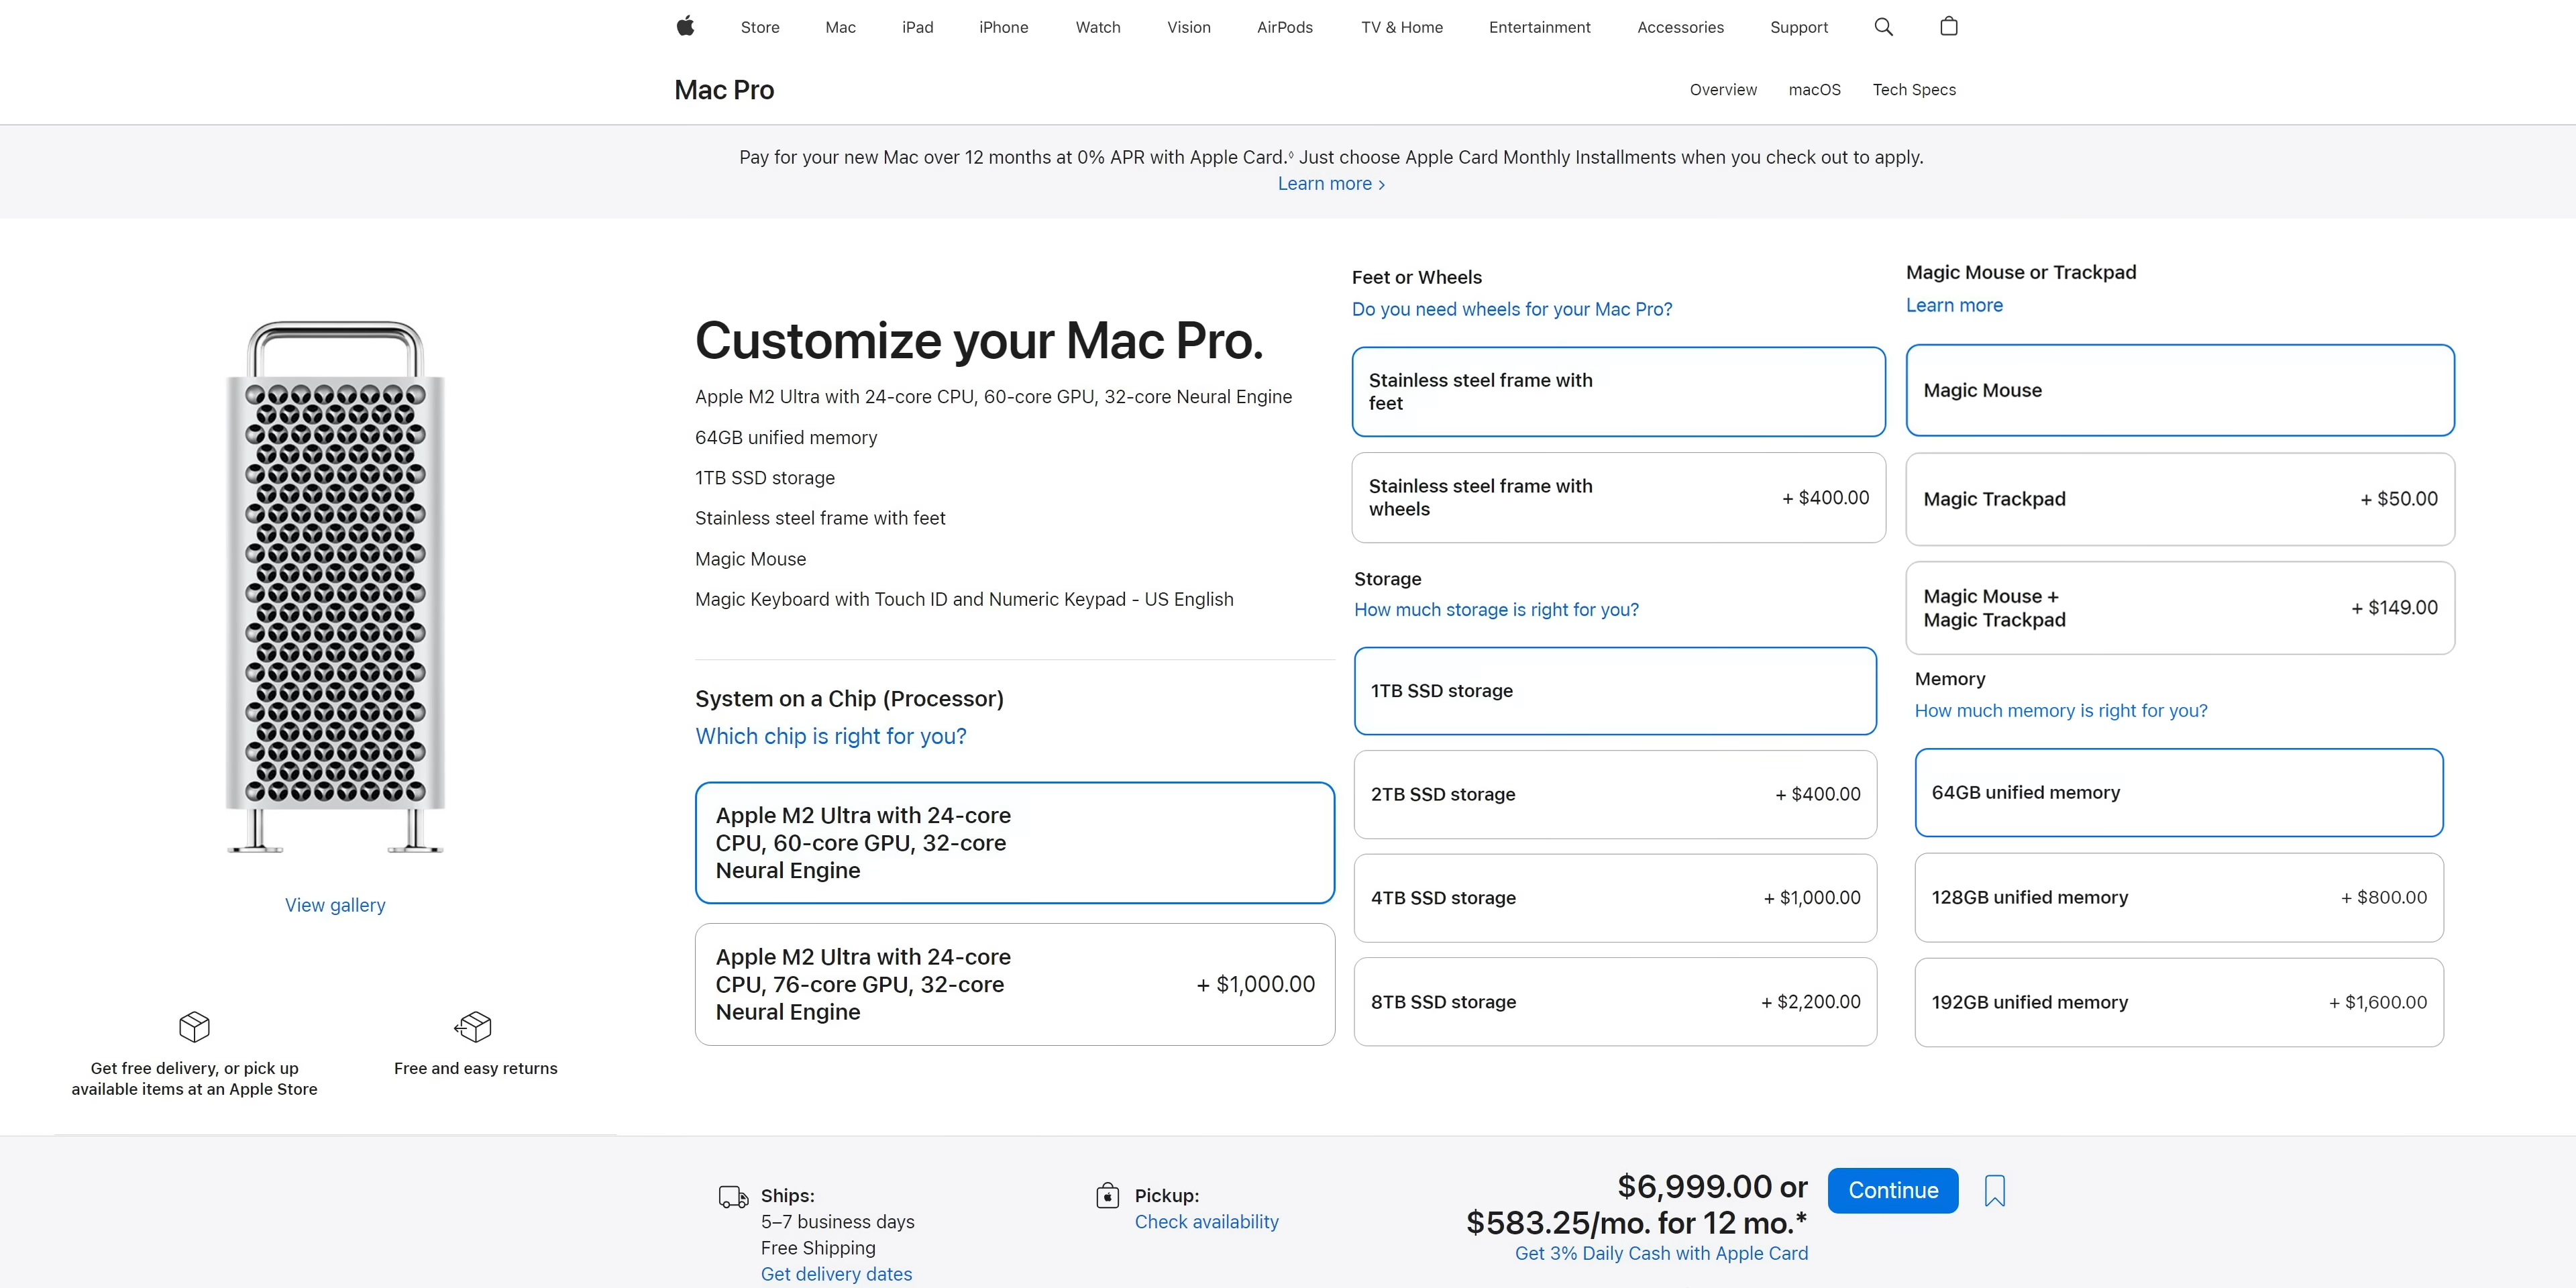 Store Mac iPad iPhone Watch Vision AirPods TV & Home Entertainment Accessories Support
Mac Pro
Overview macOS Tech Specs
Pay for your new Mac over 12 months at 0% APR with Apple Card.◊ Just choose Apple Card Monthly Installments when you check out to apply.
Learn more >
View gallery
Get free delivery, or pick up
available items at an Apple Store
Free and easy returns
Customize your Mac Pro.
Apple M2 Ultra with 24-core CPU, 60-core GPU, 32-core Neural Engine
64GB unified memory
1TB SSD storage
Stainless steel frame with feet
Magic Mouse
Magic Keyboard with Touch ID and Numeric Keypad - US English
System on a Chip (Processor)
Which chip is right for you?
Apple M2 Ultra with 24-core
CPU, 60-core GPU, 32-core
Neural Engine
Apple M2 Ultra with 24-core
CPU, 76-core GPU, 32-core
Neural Engine
+ $1,000.00
Feet or Wheels
Do you need wheels for your Mac Pro?
Stainless steel frame with
feet
Stainless steel frame with
wheels
+ $400.00
Storage
How much storage is right for you?
1TB SSD storage
2TB SSD storage + $400.00
4TB SSD storage + $1,000.00
8TB SSD storage + $2,200.00
Magic Mouse or Trackpad
Learn more
Magic Mouse
Magic Trackpad + $50.00
Magic Mouse +
Magic Trackpad
+ $149.00
Memory
How much memory is right for you?
64GB unified memory
128GB unified memory + $800.00
192GB unified memory + $1,600.00
Ships:
5–7 business days
Free Shipping
Get delivery dates
Pickup:
Check availability
$6,999.00 or
$583.25/mo. for 12 mo.*
Get 3% Daily Cash with Apple Card
Continue